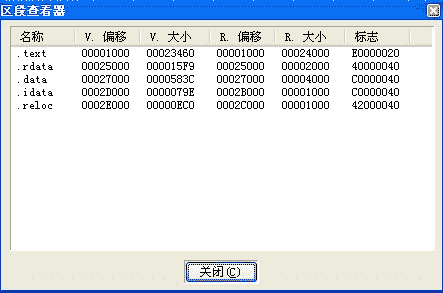 区段查看器
名称 V. 偏移 V. 大小 R. 偏移 R. 大小 标志
.text 00001000 00023460 00001000 00024000 E0000020
.rdata 00025000 000015F9 00025000 00002000 40000040
.data 00027000 0000583C 00027000 00004000 C0000040
.idata 0002D000 0000079E 0002B000 00001000 C0000040
.reloc 0002E000 00000EC0 0002C000 00001000 42000040
关闭(C)